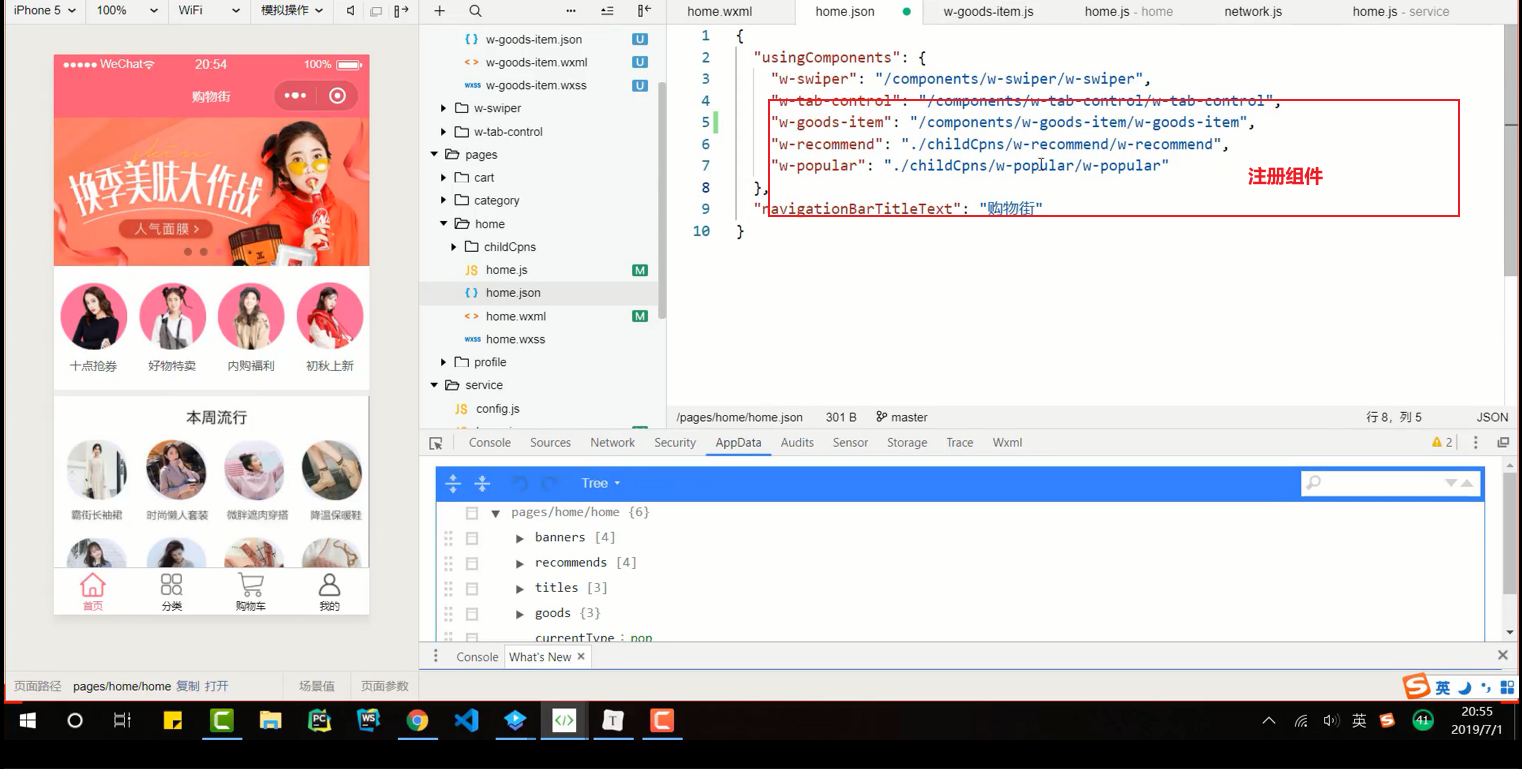 iPhone 5
100%
WiFi
模拟操作
WeChat
20:54
100%
购物街
换季美肤大作战
人气面膜 >
十点抢券
好物特卖
内购福利
初秋上新
本周流行
霸街长袖裙
时尚懒人套装
微胖遮肉穿搭
降温保暖鞋
首页
分类
购物车
我的
页面路径
pages/home/home
复制
打开
场景值
页面参数
{ } w-goods-item.json U
< > w-goods-item.wxml U
wxss w-goods-item.wxss U
w-swiper
w-tab-control
pages
cart
category
home
childCpns
JS home.js M
{ } home.json
< > home.wxml M
wxss home.wxss
profile
service
JS config.js
home.wxml
home.json
w-goods-item.js
home.js - home
network.js
home.js - service
1 {
2 "usingComponents": {
3 "w-swiper": "/components/w-swiper/w-swiper",
4 "w-tab-control": "/components/w-tab-control/w-tab-control",
5 "w-goods-item": "/components/w-goods-item/w-goods-item",
6 "w-recommend": "./childCpns/w-recommend/w-recommend",
7 "w-popular": "./childCpns/w-popular/w-popular"
8 },
9 "navigationBarTitleText": "购物街"
10 }
注册组件
/pages/home/home.json
301 B
master
行 8，列 5
JSON
Console
Sources
Network
Security
AppData
Audits
Sensor
Storage
Trace
Wxml
2
Tree
pages/home/home {6}
banners [4]
recommends [4]
titles [3]
goods {3}
currentType : pop
Console
What's New
英
PC
WS
T
英
41
20:55
2019/7/1